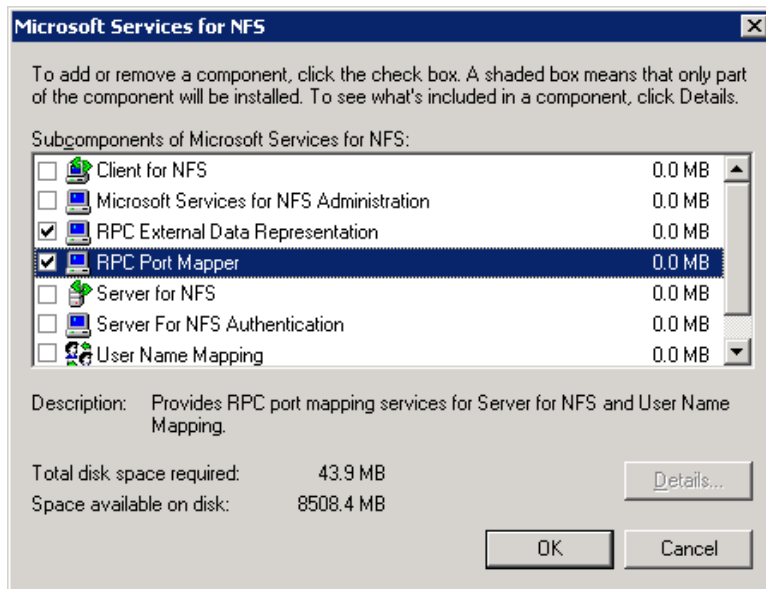 Microsoft Services for NFS
To add or remove a component, click the check box. A shaded box means that only part
of the component will be installed. To see what's included in a component, click Details.
Subcomponents of Microsoft Services for NFS:
Client for NFS 0.0 MB
Microsoft Services for NFS Administration 0.0 MB
RPC External Data Representation 0.0 MB
RPC Port Mapper 0.0 MB
Server for NFS 0.0 MB
Server For NFS Authentication 0.0 MB
User Name Mapping 0.0 MB
Description: Provides RPC port mapping services for Server for NFS and User Name
Mapping.
Total disk space required: 43.9 MB
Space available on disk: 8508.4 MB
Details...
OK Cancel